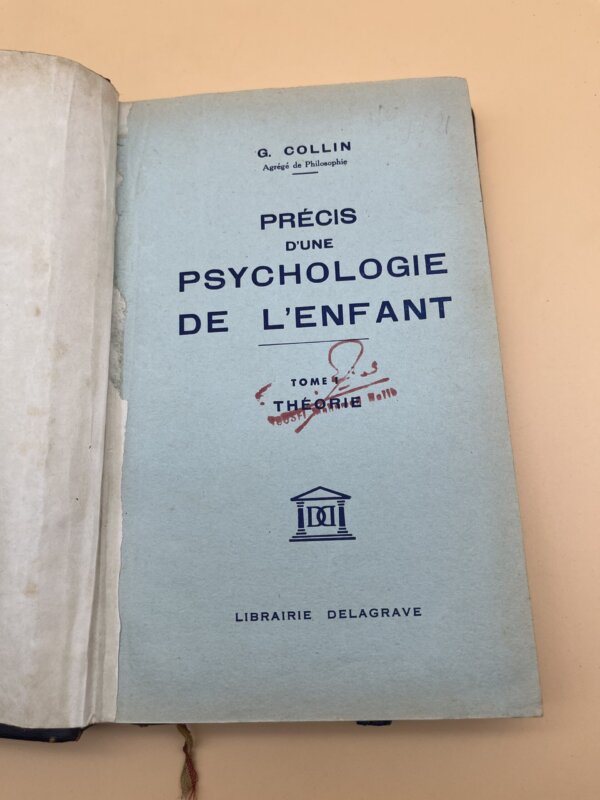 G. COLLIN
Agrégé de Philosophie
PRÉCIS
D'UNE
PSYCHOLOGIE
DE L'ENFANT
TOME I
THÉORIE
LIBRAIRIE DELAGRAVE